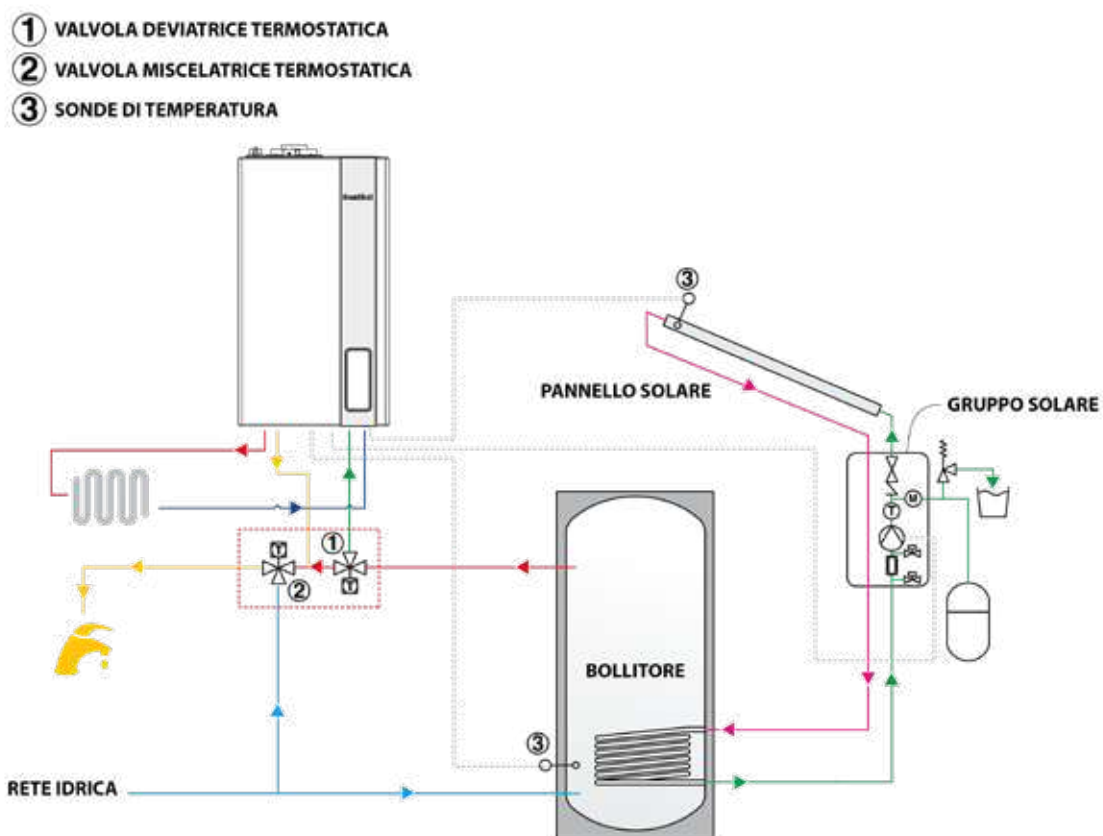 1 VALVOLA DEVIATRICE TERMOSTATICA
2 VALVOLA MISCELATRICE TERMOSTATICA
3 SONDE DI TEMPERATURA
3
PANNELLO SOLARE
GRUPPO SOLARE
M
T
1
T
2
T
BOLLITORE
3
RETE IDRICA